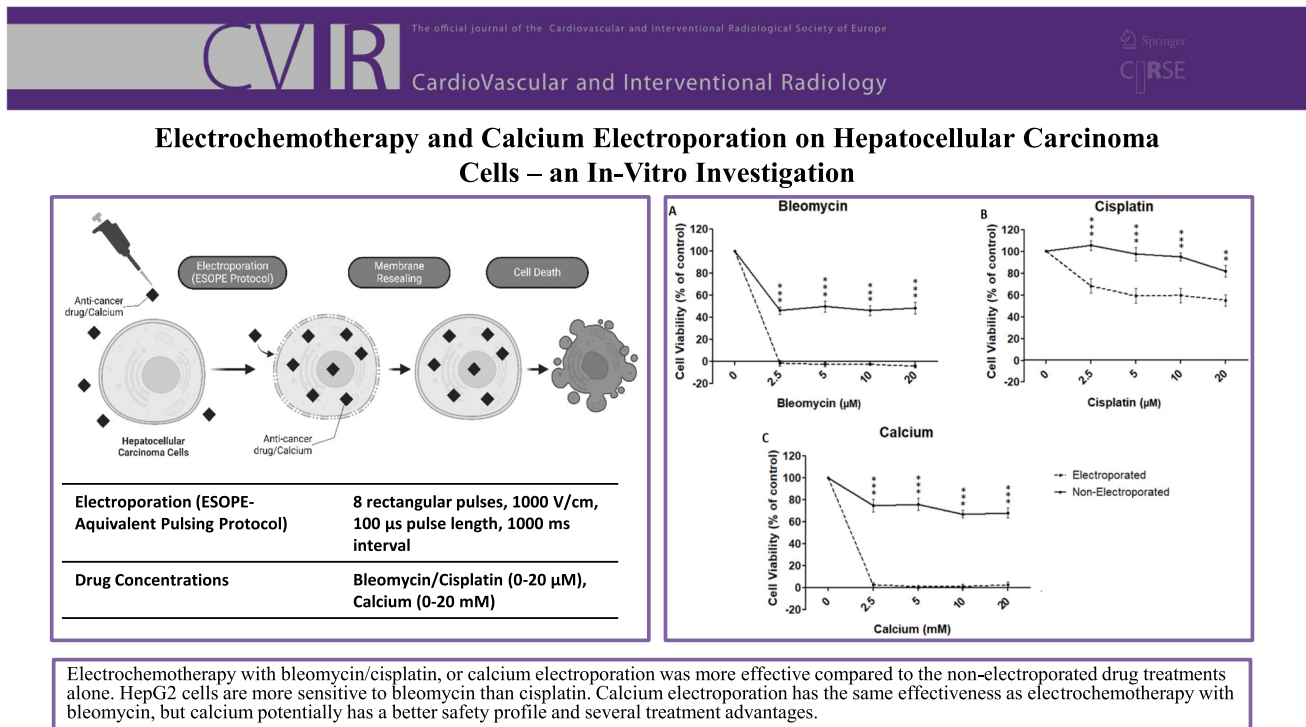 CVIR
The official journal of the Cardiovascular and Interventional Radiological Society of Europe
CardioVascular and Interventional Radiology
Springer
CIRSE
Electrochemotherapy and Calcium Electroporation on Hepatocellular Carcinoma
Cells – an In-Vitro Investigation
Electroporation
(ESOPE Protocol)
Membrane
Resealing
Cell Death
Anti-cancer
drug/Calcium
Hepatocellular
Carcinoma Cells
Anti-cancer
drug/Calcium
Electroporation (ESOPE-
Aquivalent Pulsing Protocol)
8 rectangular pulses, 1000 V/cm,
100 μs pulse length, 1000 ms
interval
Drug Concentrations
Bleomycin/Cisplatin (0-20 μM),
Calcium (0-20 mM)
A
Bleomycin
Cell Viability (% of control)
120
100
80
60
40
20
0
-20
***
***
***
***
0
2.5
5
10
20
Bleomycin (μM)
B
Cisplatin
Cell Viability (% of control)
120
100
80
60
40
20
0
-20
***
***
***
**
0
2.5
5
10
20
Cisplatin (μM)
C
Calcium
Cell Viability (% of control)
120
100
80
60
40
20
0
-20
***
***
***
***
0
2.5
5
10
20
Calcium (mM)
Electroporated
Non-Electroporated
Electrochemotherapy with bleomycin/cisplatin, or calcium electroporation was more effective compared to the non-electroporated drug treatments
alone. HepG2 cells are more sensitive to bleomycin than cisplatin. Calcium electroporation has the same effectiveness as electrochemotherapy with
bleomycin, but calcium potentially has a better safety profile and several treatment advantages.